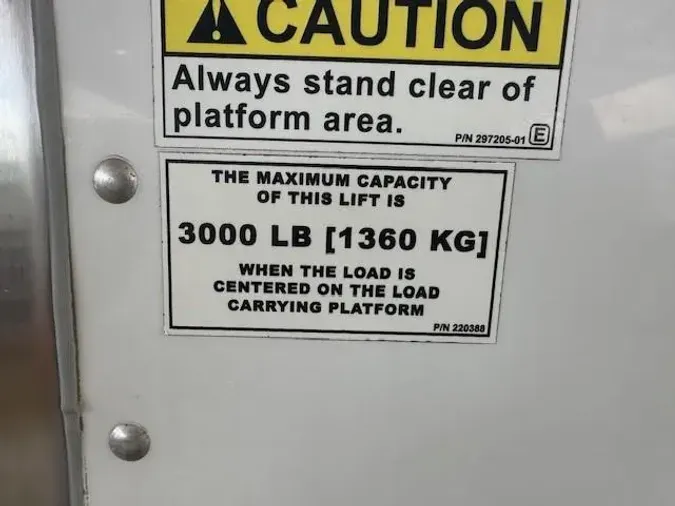 CAUTION
Always stand clear of
platform area.
P/N 297205-01 E
THE MAXIMUM CAPACITY
OF THIS LIFT IS
3000 LB [1360 KG]
WHEN THE LOAD IS
CENTERED ON THE LOAD
CARRYING PLATFORM
P/N 220388